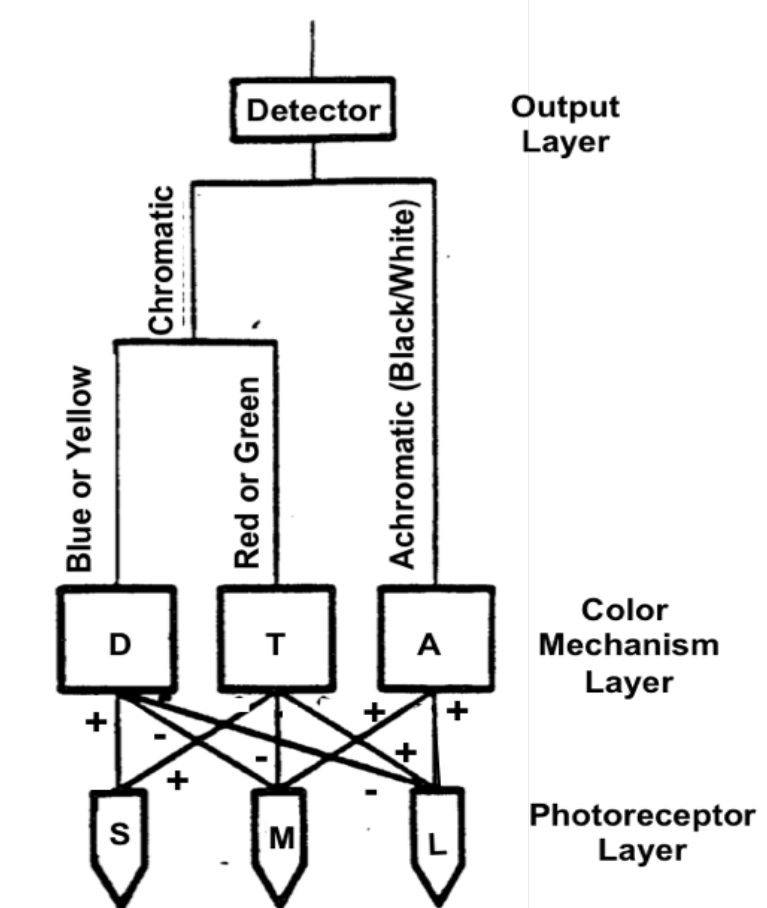 Detector
Output
Layer
Chromatic
Achromatic (Black/White)
Blue or Yellow
Red or Green
D
T
A
Color
Mechanism
Layer
+
-
+
-
+
+
-
+
S
M
L
Photoreceptor
Layer